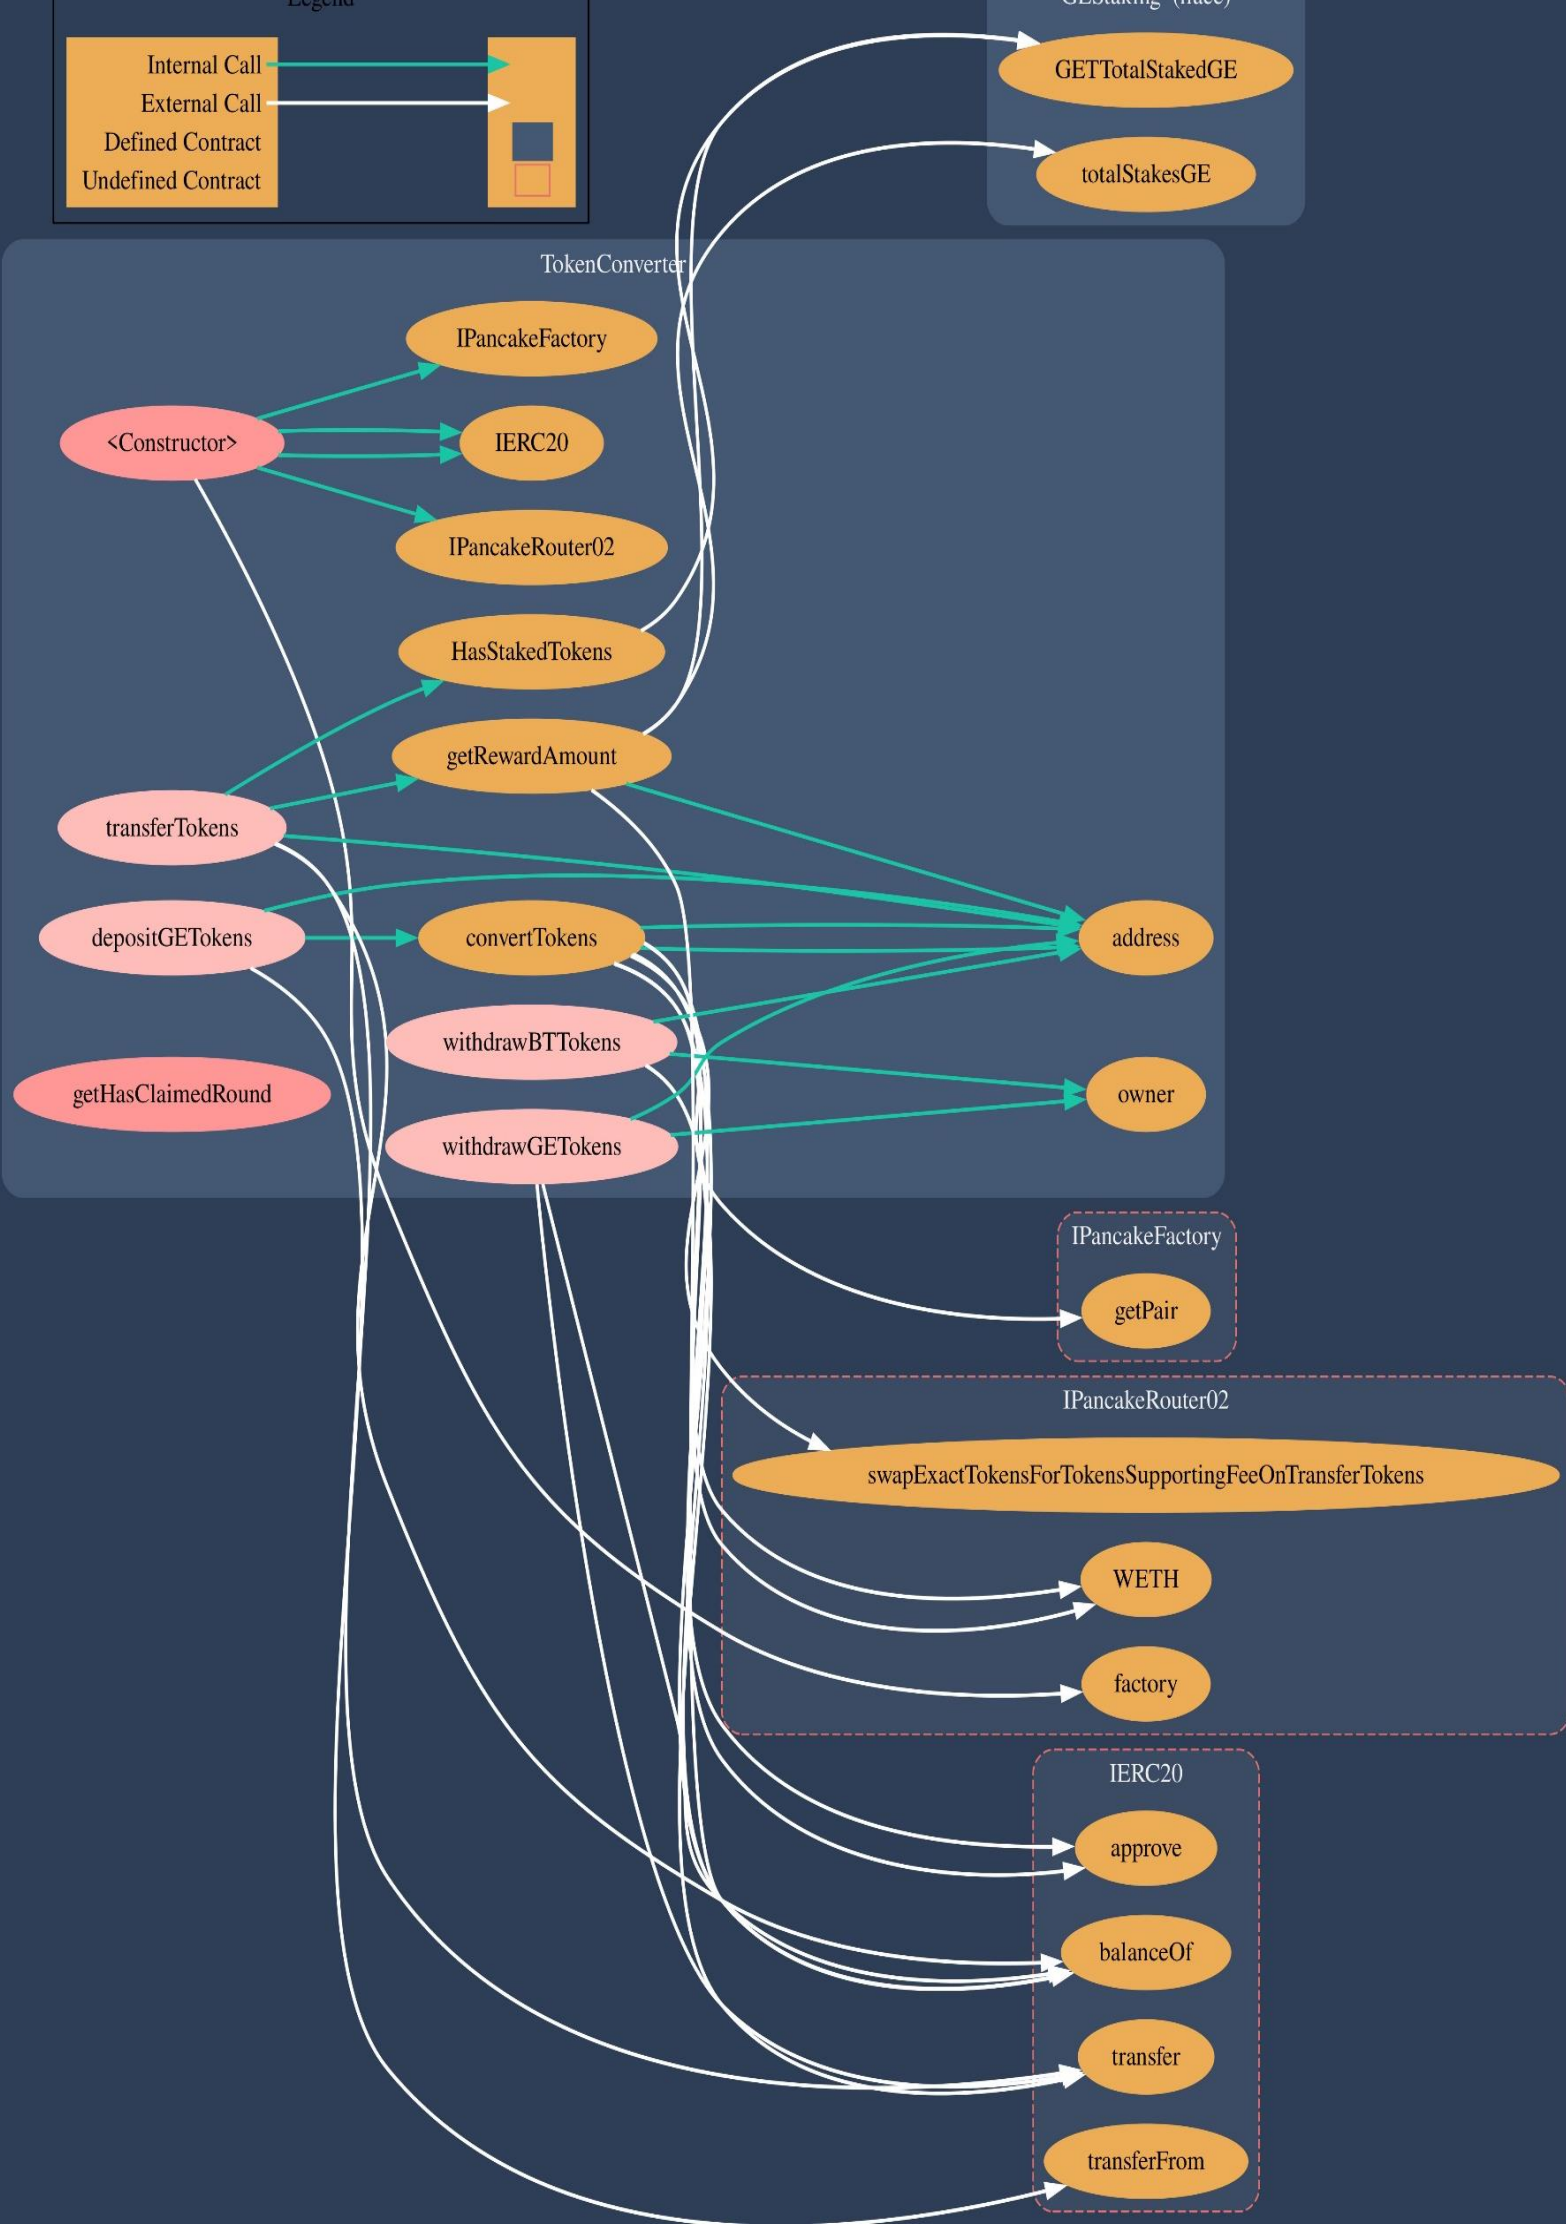 Legend
Internal Call
External Call
Defined Contract
Undefined Contract
GETTotalStakedGE
totalStakesGE
TokenConverter
IPancakeFactory
<Constructor>
IERC20
IPancakeRouter02
HasStakedTokens
getRewardAmount
transferTokens
depositGETokens
convertTokens
address
withdrawBTTokens
getHasClaimedRound
owner
withdrawGETokens
IPancakeFactory
getPair
IPancakeRouter02
swapExactTokensForTokensSupportingFeeOnTransferTokens
WETH
factory
IERC20
approve
balanceOf
transfer
transferFrom